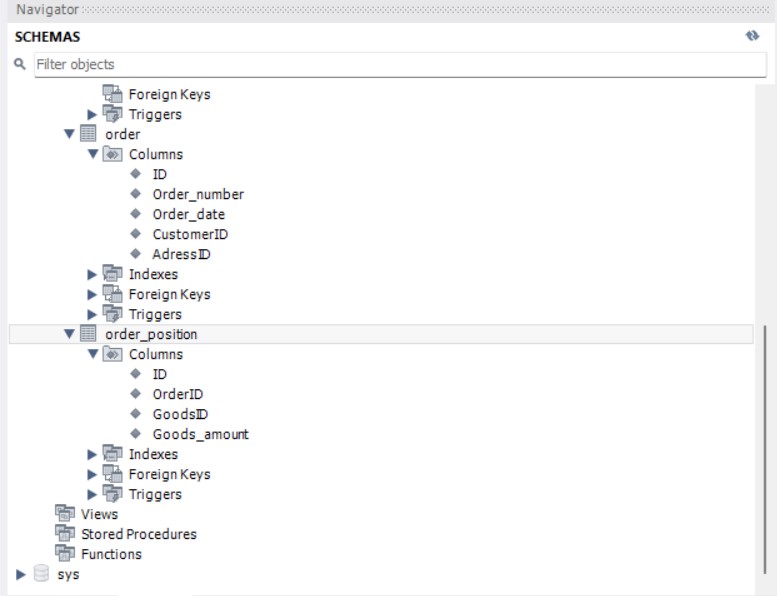 Navigator
SCHEMAS
Filter objects
Foreign Keys
Triggers
order
Columns
ID
Order_number
Order_date
CustomerID
AdressID
Indexes
Foreign Keys
Triggers
order_position
Columns
ID
OrderID
GoodsID
Goods_amount
Indexes
Foreign Keys
Triggers
Views
Stored Procedures
Functions
sys